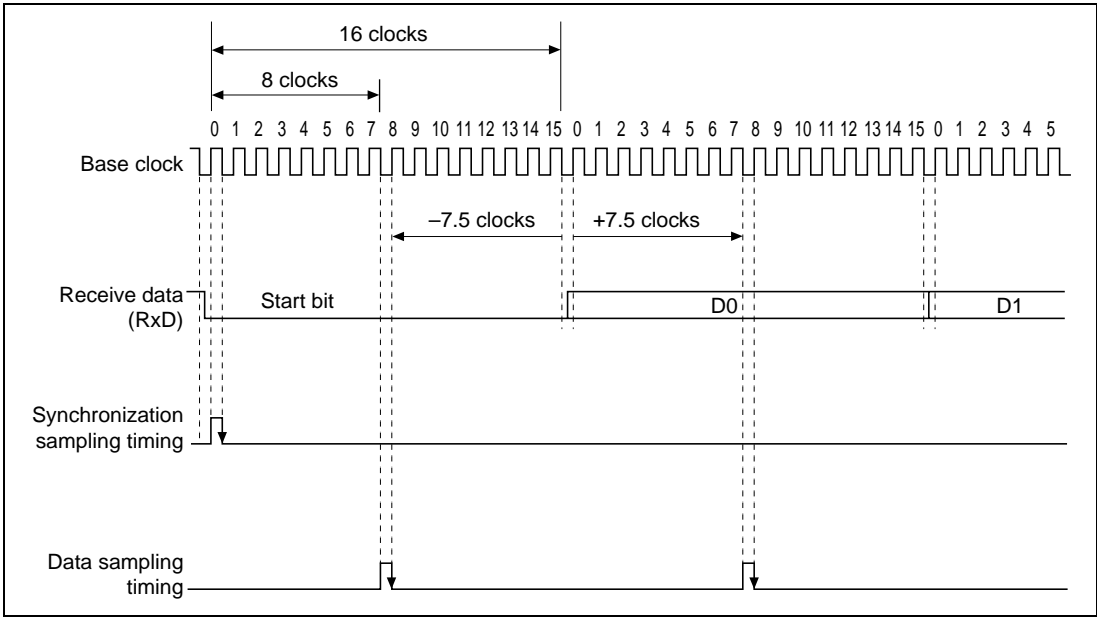 16 clocks
8 clocks
0 1 2 3 4 5 6 7 8 9 10 11 12 13 14 15 0 1 2 3 4 5 6 7 8 9 10 11 12 13 14 15 0 1 2 3 4 5
Base clock
–7.5 clocks +7.5 clocks
Receive data
(RxD)
Start bit D0 D1
Synchronization
sampling timing
Data sampling
timing